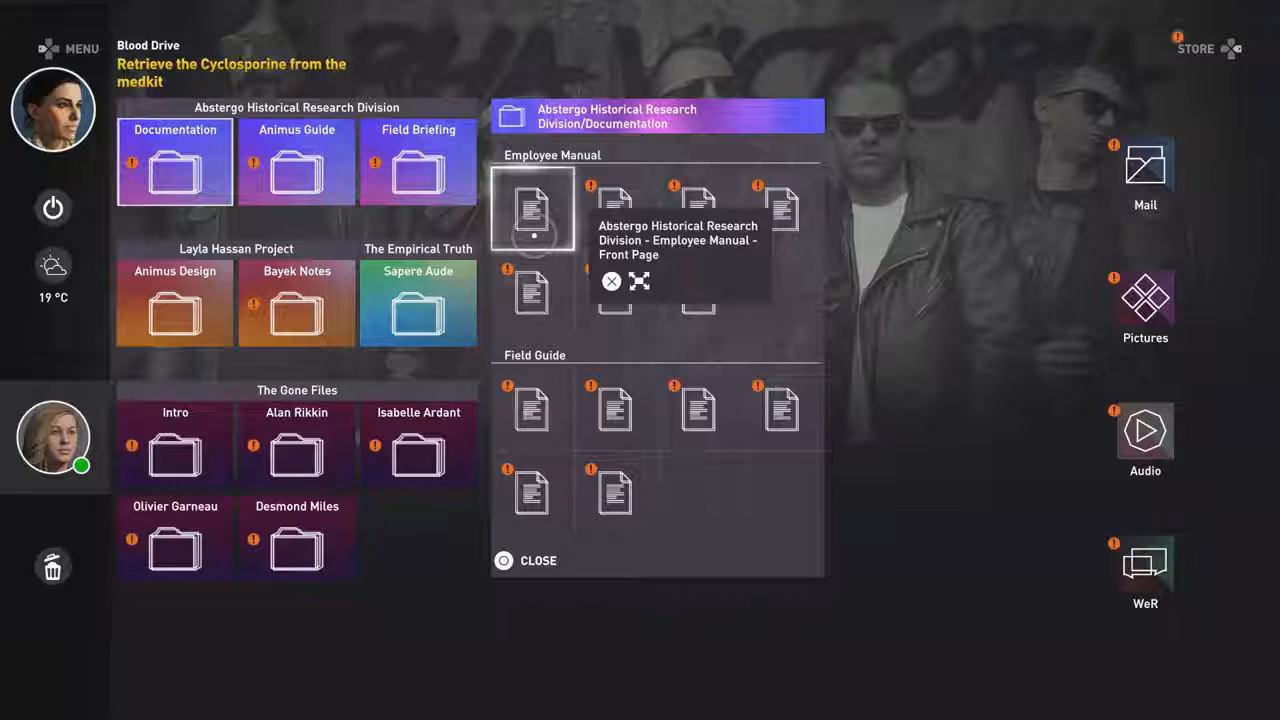 MENU
Blood Drive
Retrieve the Cyclosporine from the
medkit
STORE
Abstergo Historical Research Division
Documentation
Animus Guide
Field Briefing
Abstergo Historical Research
Division/Documentation
Employee Manual
Abstergo Historical Research
Division - Employee Manual -
Front Page
Layla Hassan Project
The Empirical Truth
Animus Design
Bayek Notes
Sapere Aude
19 °C
Field Guide
The Gone Files
Intro
Alan Rikkin
Isabelle Ardant
Olivier Garneau
Desmond Miles
CLOSE
Mail
Pictures
Audio
WeR